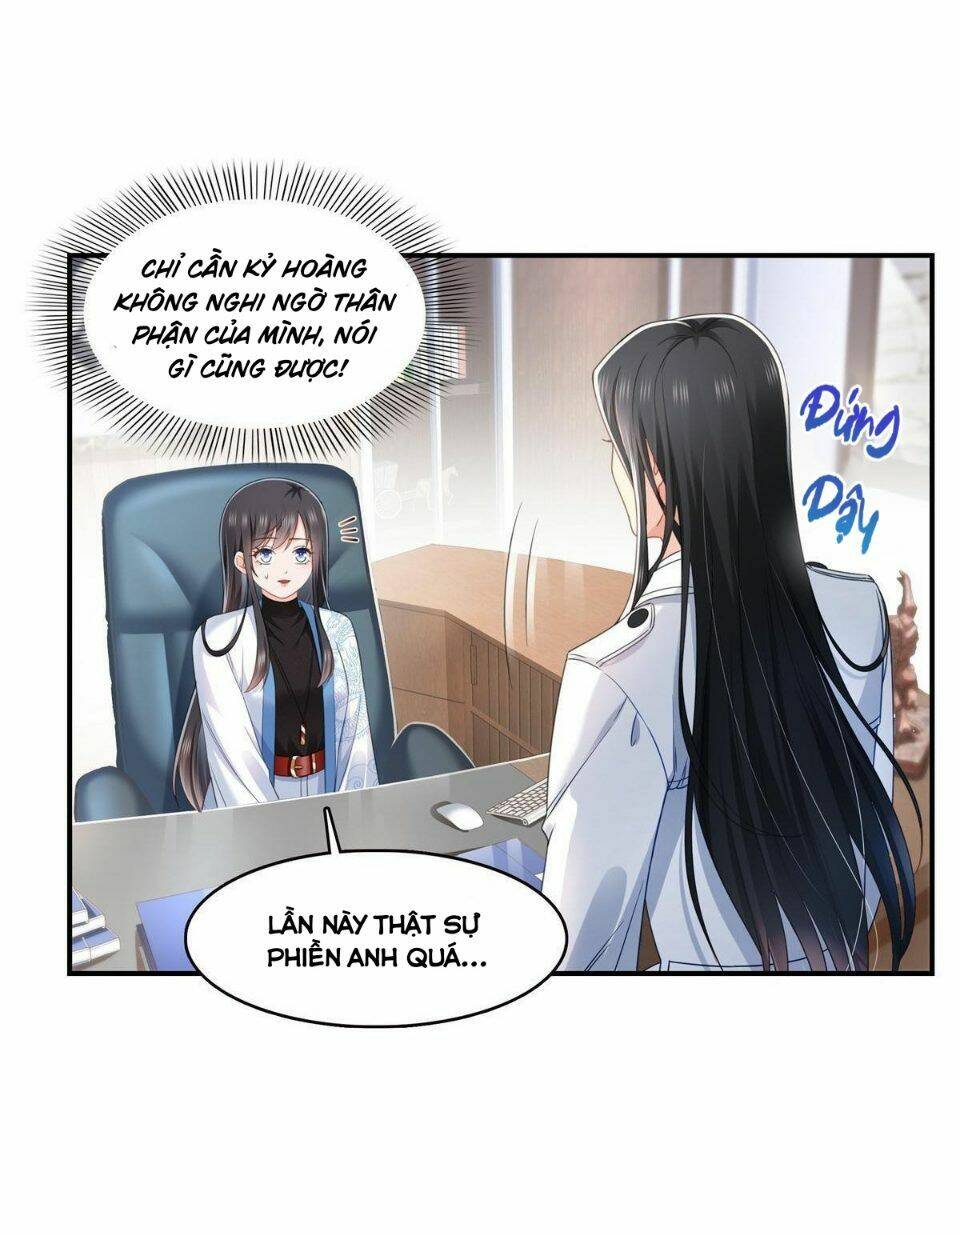 CHỈ CẦN KỶ HOÀNG
KHÔNG NGHI NGỜ THÂN
PHẬN CỦA MÌNH, NÓI
GÌ CŨNG ĐƯỢC!
Đứng
Dậy
LẦN NÀY THẬT SỰ
PHIỀN ANH QUÁ...